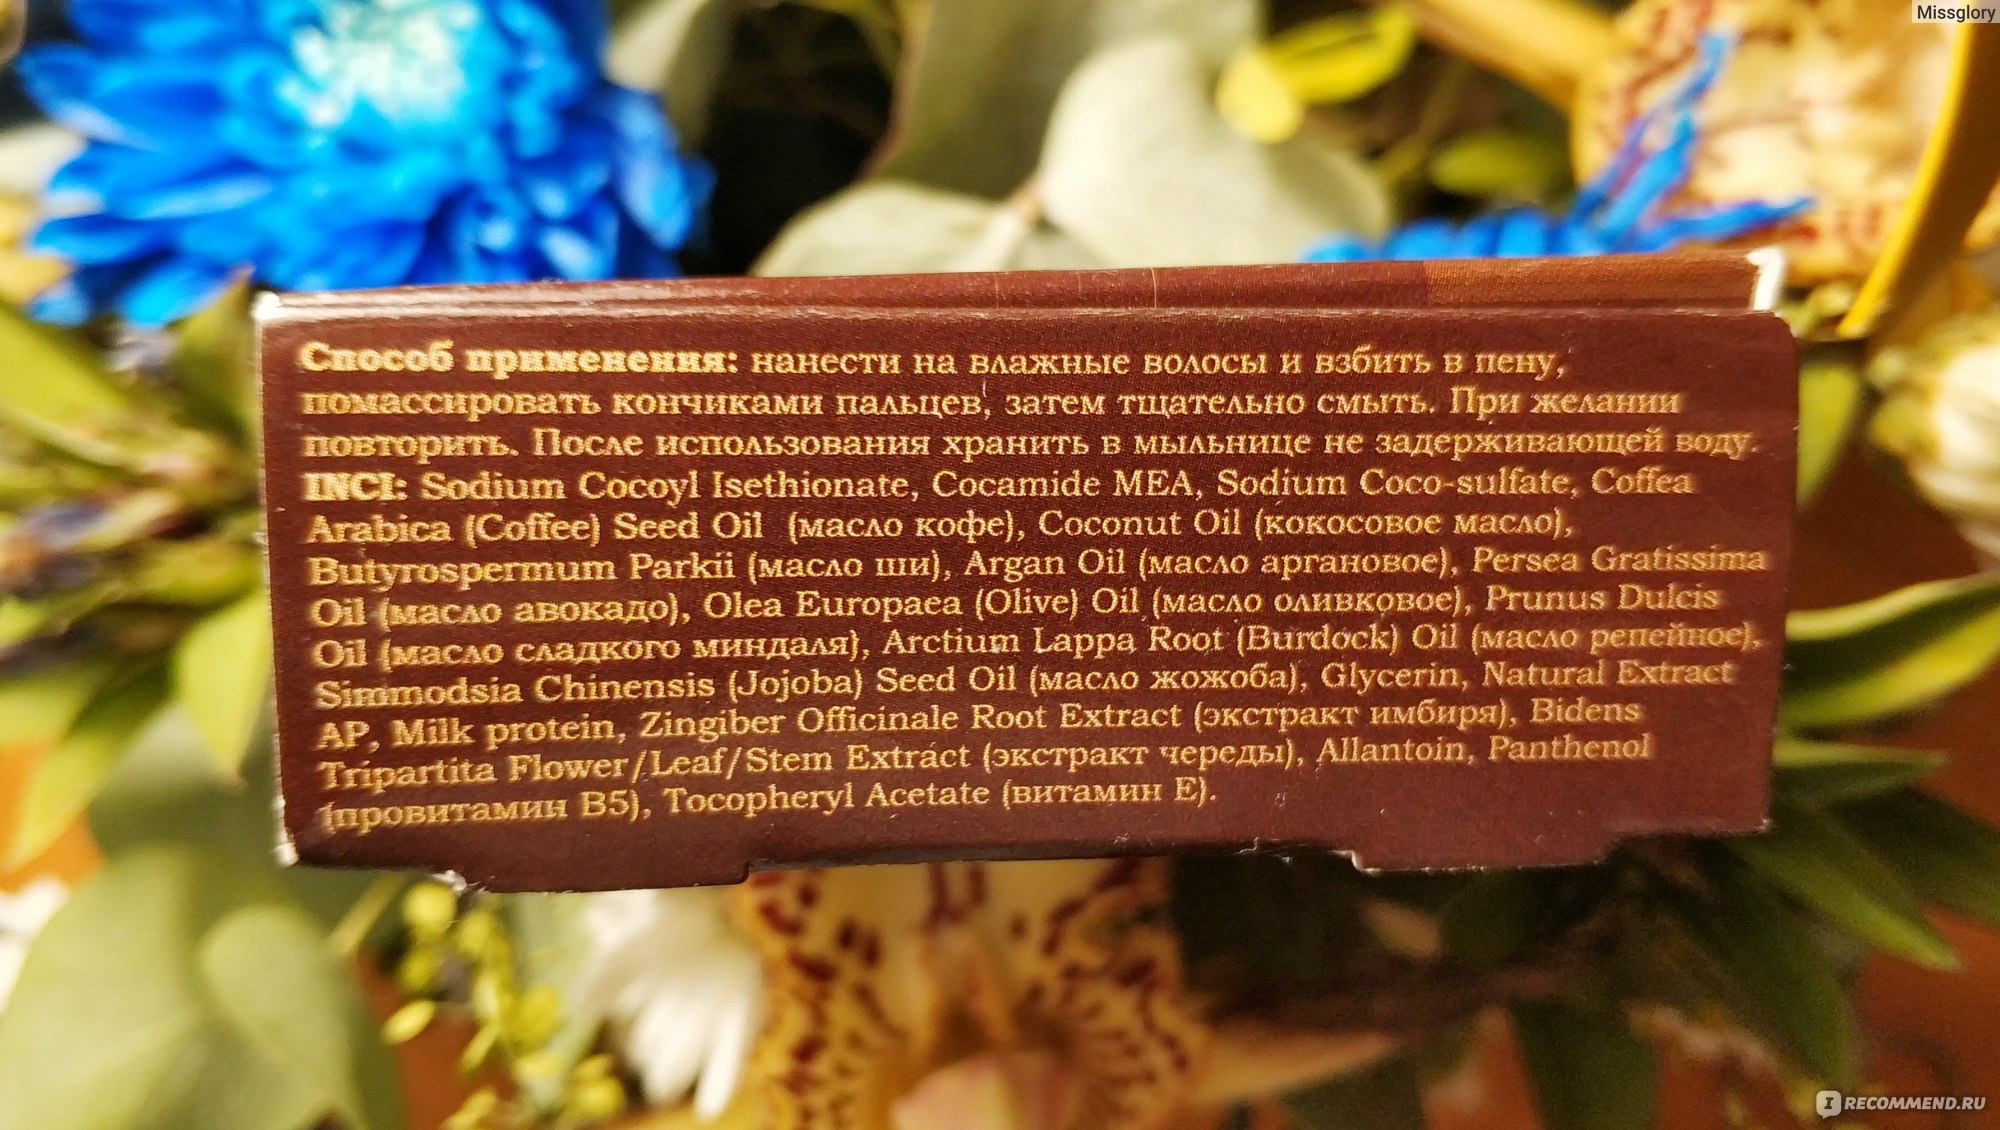 Missglory
Способ применения: нанести на влажные волосы и взбить в пену,
помассировать кончиками пальцев, затем тщательно смыть. При желании
повторить. После использования хранить в мыльнице не задерживающей воду.
INCI: Sodium Cocoyl Isethionate, Cocamide MEA, Sodium Coco-sulfate, Coffea
Arabica (Coffee) Seed Oil (масло кофе), Coconut Oil (кокосовое масло),
Butyrospermum Parkii (масло ши), Argan Oil (масло аргановое), Persea Gratissima
Oil (масло авокадо), Olea Europaea (Olive) Oil (масло оливковое), Prunus Dulcis
Oil (масло сладкого миндаля), Arctium Lappa Root (Burdock) Oil (масло репейное),
Simmodsia Chinensis (Jojoba) Seed Oil (масло жожоба), Glycerin, Natural Extract
AP, Milk protein, Zingiber Officinale Root Extract (экстракт имбиря), Bidens
Tripartita Flower/Leaf/Stem Extract (экстракт череды), Allantoin, Panthenol
(провитамин B5), Tocopheryl Acetate (витамин E).
IRECOMMEND.RU